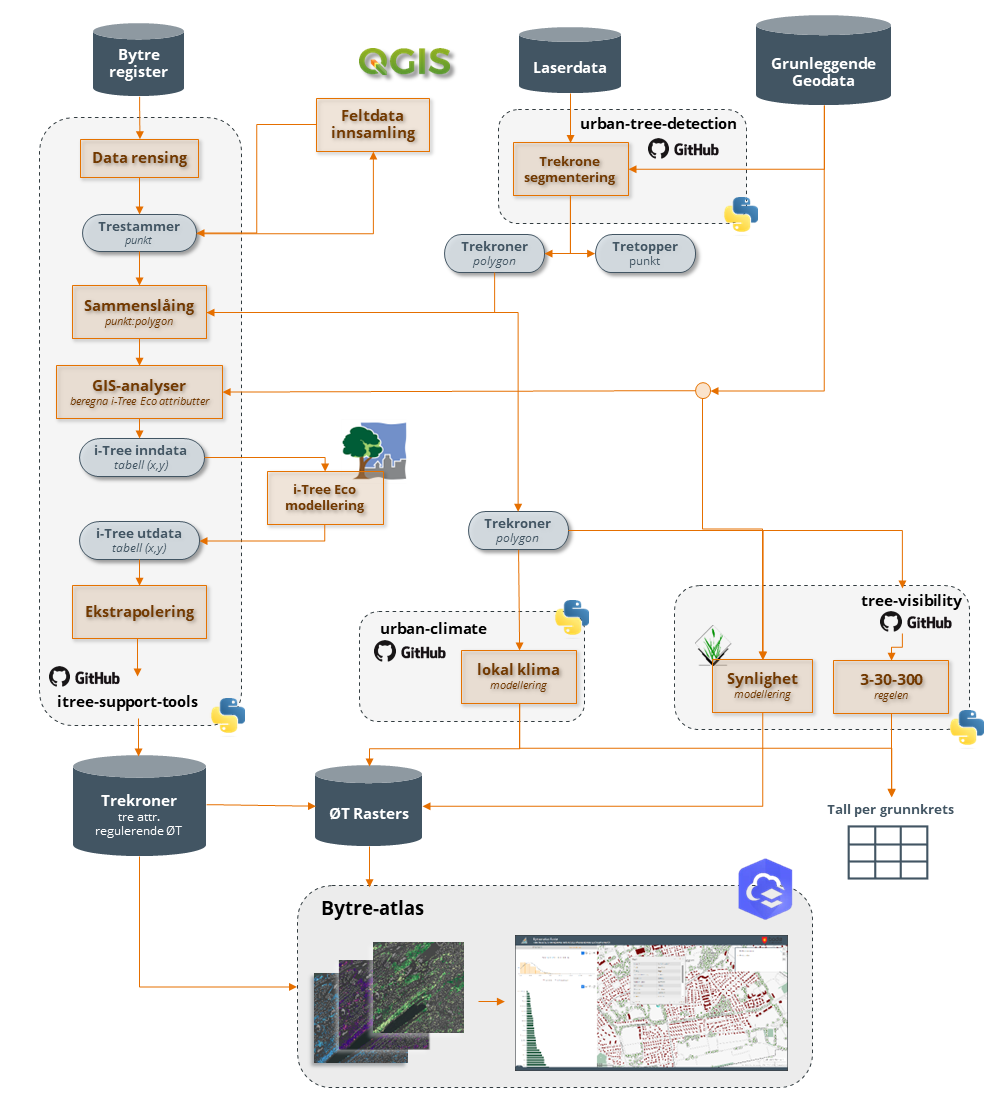 Bytre
register
QGIS
Laserdata
Grunleggende
Geodata
Feltdata
innsamling
urban-tree-detection
GitHub
Trekrone
segmentering
Data rensing
Trestammer
punkt
Trekroner
polygon
Tretopper
punkt
Sammenslåing
punkt:polygon
GIS-analyser
beregna i-Tree Eco attributter
i-Tree inndata
tabell (x,y)
i-Tree Eco
modellering
i-Tree utdata
tabell (x,y)
Trekroner
polygon
Ekstrapolering
GitHub
itree-support-tools
urban-climate
GitHub
lokal klima
modellering
tree-visibility
GitHub
Synlighet
modellering
3-30-300
regelen
Trekroner
tre attr.
regulerende ØT
ØT Rasters
Tall per grunnkrets
Bytre-atlas